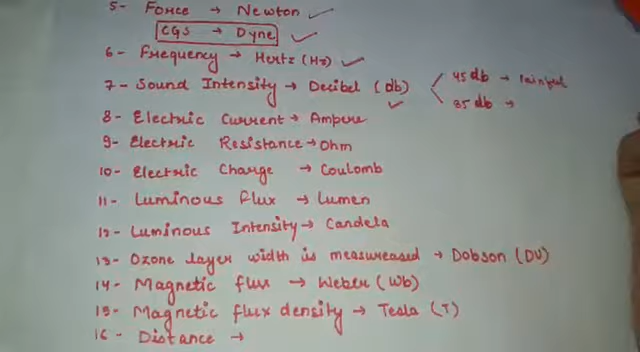 5- Force → Newton
CGS → Dyne
6- Frequency → Hertz (Hz)
7- Sound Intensity → Decibel (db) 45 db → Painful
85 db →
8- Electric Current → Ampere
9- Electric Resistance → Ohm
10- Electric Charge → Coulomb
11- Luminous flux → Lumen
12- Luminous Intensity → Candela
13- Ozone layer width is measureased → Dobson (DU)
14- Magnetic flux → Weber (Wb)
15- Magnetic flux density → Tesla (T)
16- Distance →